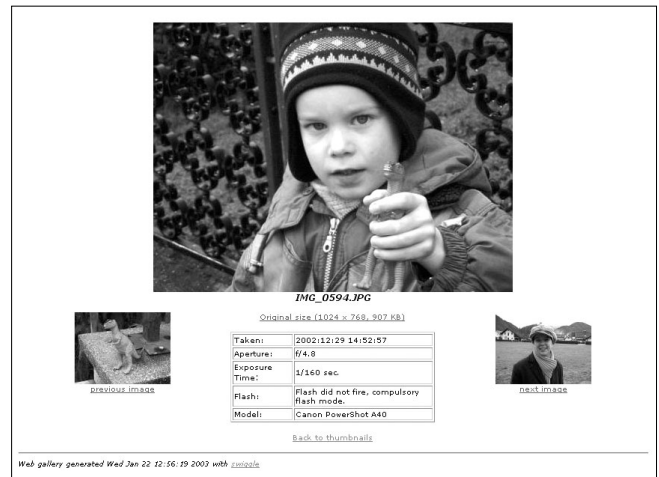 IMG_0594.JPG
Original size (1024 x 768, 907 KB)
Taken: 2002:12:29 14:52:57
Aperture: f/4.8
Exposure
Time: 1/160 sec.
Flash: Flash did not fire, compulsory
flash mode.
Model: Canon PowerShot A40
previous image
next image
Back to thumbnails
Web gallery generated Wed Jan 22 12:56:19 2003 with swiggle